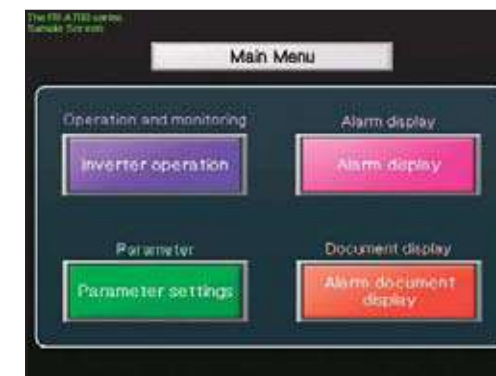 The FR-A700 series
Sample Screen
Main Menu
Operation and monitoring
Alarm display
Inverter operation
Alarm display
Parameter
Document display
Parameter settings
Alarm document
display